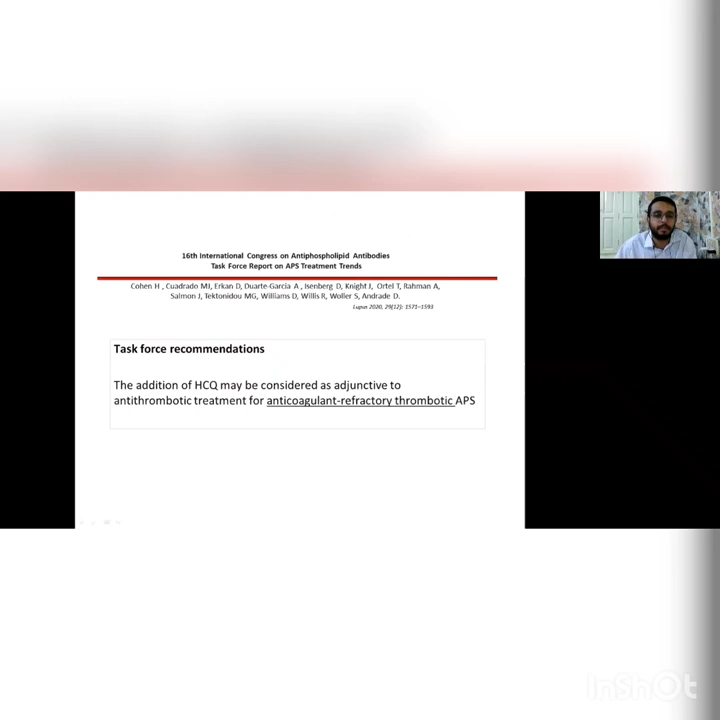 16th International Congress on Antiphospholipid Antibodies
Task Force Report on APS Treatment Trends
Cohen H , Cuadrado MJ, Erkan D, Duarte-Garcia A , Isenberg D, Knight J, Ortel T, Rahman A,
Salmon J, Tektonidou MG, Williams D, Willis R, Woller S, Andrade D.
Lupus 2020, 29(12): 1571–1593
Task force recommendations
The addition of HCQ may be considered as adjunctive to
antithrombotic treatment for anticoagulant-refractory thrombotic APS
InShOt